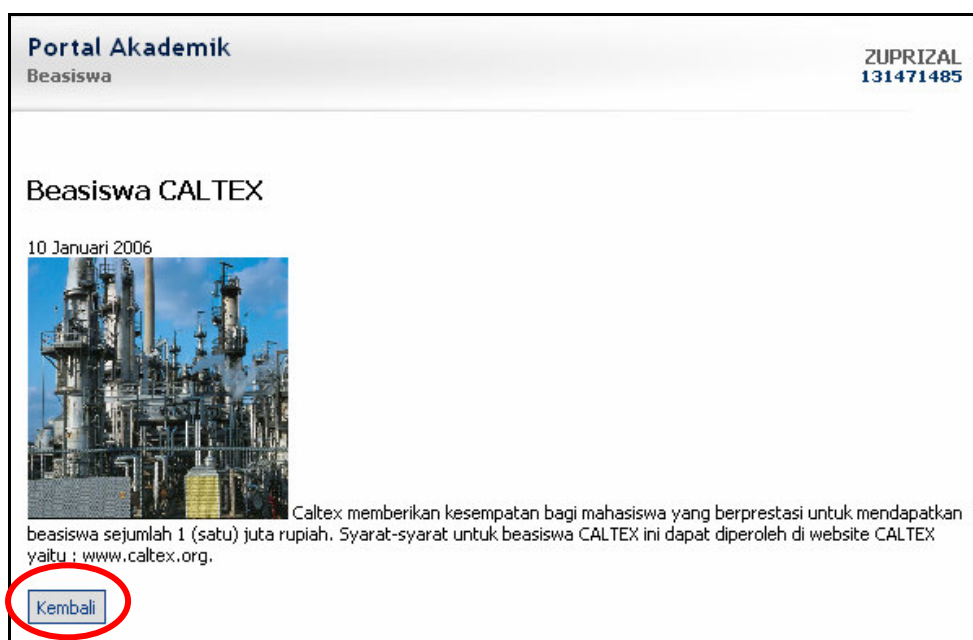 Portal Akademik
Beasiswa
ZUPRIZAL
131471485
Beasiswa CALTEX
10 Januari 2006
Caltex memberikan kesempatan bagi mahasiswa yang berprestasi untuk mendapatkan
beasiswa sejumlah 1 (satu) juta rupiah. Syarat-syarat untuk beasiswa CALTEX ini dapat diperoleh di website CALTEX
yaitu : www.caltex.org.
Kembali